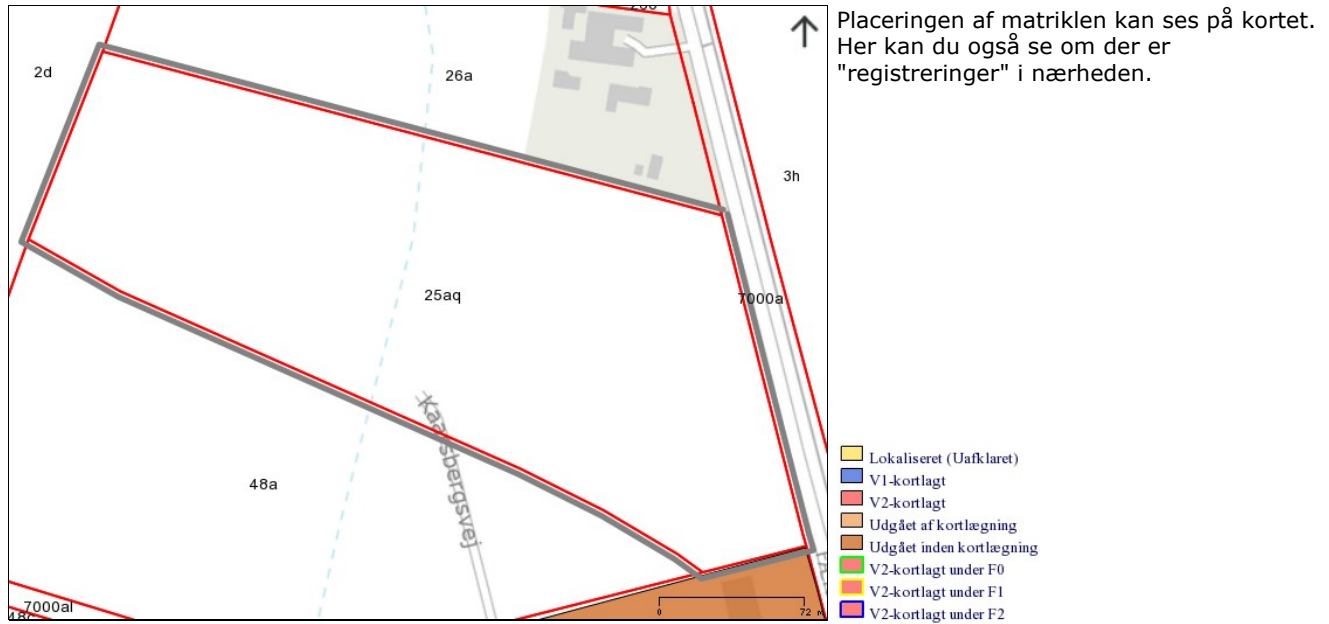 2d
26a
3h
25aq
7000a
Kaarsbergsvej
48a
7000al
48c
0
72 m
Placeringen af matriklen kan ses på kortet.
Her kan du også se om der er
"registreringer" i nærheden.
Lokaliseret (Uafklaret)
V1-kortlagt
V2-kortlagt
Udgået af kortlægning
Udgået inden kortlægning
V2-kortlagt under F0
V2-kortlagt under F1
V2-kortlagt under F2